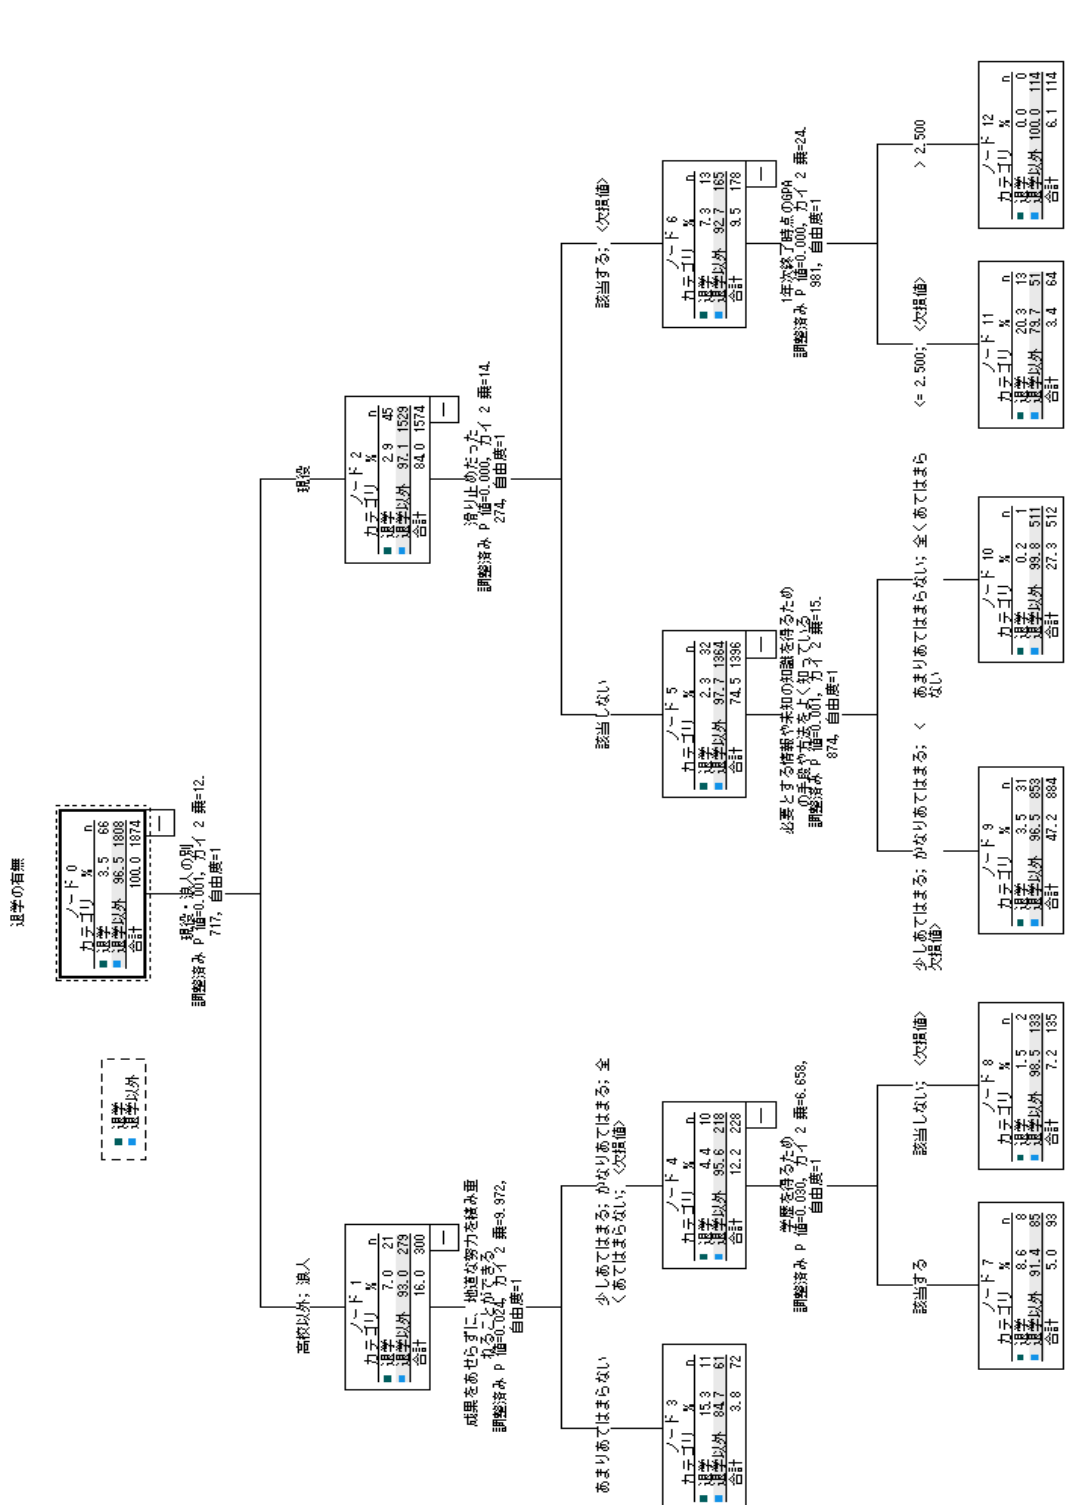 退学の有無
ノード 0
カテゴリ % n
退学 3.5 66
退学以外 96.5 1808
合計 100.0 1874
退学
退学以外
現役・浪人の別
調整済み P 値=0.001, カイ 2 乗=12.
717, 自由度=1
高校以外; 浪人
現役
ノード 1
カテゴリ % n
退学 7.0 21
退学以外 93.0 279
合計 16.0 300
ノード 2
カテゴリ % n
退学 2.9 45
退学以外 97.1 1529
合計 84.0 1574
成果をあせらずに、地道な努力を積み重
ねることができる
調整済み P 値=0.024, カイ 2 乗=9.972,
自由度=1
滑り止めだった
調整済み P 値=0.000, カイ 2 乗=14.
274, 自由度=1
あまりあてはまらない
少しあてはまる; かなりあてはまる; 全
くあてはまらない; <欠損値>
該当しない
該当する; <欠損値>
ノード 3
カテゴリ % n
退学 15.3 11
退学以外 84.7 61
合計 3.8 72
ノード 4
カテゴリ % n
退学 4.4 10
退学以外 95.6 218
合計 12.2 228
ノード 5
カテゴリ % n
退学 2.3 32
退学以外 97.7 1364
合計 74.5 1396
ノード 6
カテゴリ % n
退学 7.3 13
退学以外 92.7 165
合計 9.5 178
学歴を得るため
調整済み P 値=0.030, カイ 2 乗=6.658,
自由度=1
必要とする情報や未知の知識を得るため
の手段や方法をよく知っている
調整済み P 値=0.001, カイ 2 乗=15.
874, 自由度=1
1年次終了時点のGPA
調整済み P 値=0.000, カイ 2 乗=24.
981, 自由度=1
該当する
該当しない; <欠損値>
少しあてはまる; かなりあてはまる; <
欠損値>
あまりあてはまらない; 全くあてはまら
ない
<= 2.500; <欠損値>
> 2.500
ノード 7
カテゴリ % n
退学 8.6 8
退学以外 91.4 85
合計 5.0 93
ノード 8
カテゴリ % n
退学 1.5 2
退学以外 98.5 133
合計 7.2 135
ノード 9
カテゴリ % n
退学 3.5 31
退学以外 96.5 853
合計 47.2 884
ノード 10
カテゴリ % n
退学 0.2 1
退学以外 99.8 511
合計 27.3 512
ノード 11
カテゴリ % n
退学 20.3 13
退学以外 79.7 51
合計 3.4 64
ノード 12
カテゴリ % n
退学 0.0 0
退学以外 100.0 114
合計 6.1 114